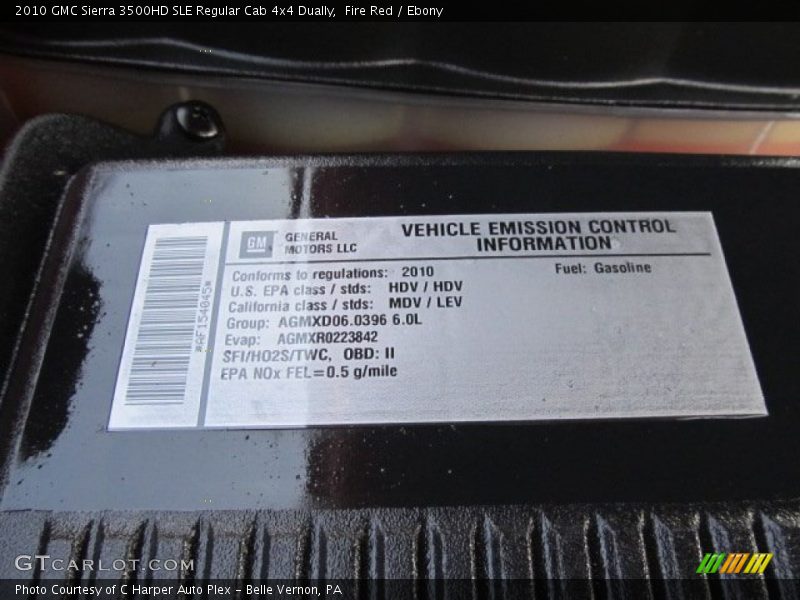 2010 GMC Sierra 3500HD SLE Regular Cab 4x4 Dually,  Fire Red / Ebony
GM GENERAL MOTORS LLC
VEHICLE EMISSION CONTROL
INFORMATION
Conforms to regulations: 2010
Fuel: Gasoline
U.S. EPA class / stds: HDV / HDV
California class / stds: MDV / LEV
Group: AGMXD06.0396 6.0L
Evap: AGMXR0223842
SFI/HO2S/TWC, OBD: II
EPA NOx FEL=0.5 g/mile
*AF154045*
GTCARLOT.COM
Photo Courtesy of C Harper Auto Plex - Belle Vernon, PA